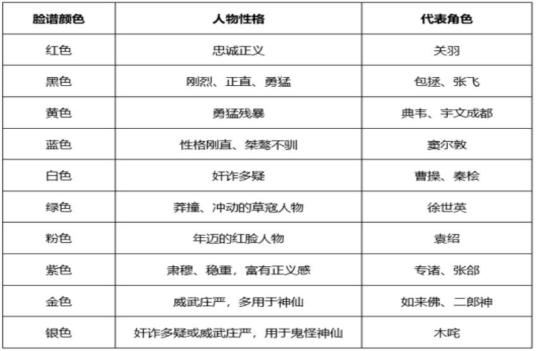 脸谱颜色 人物性格 代表角色
红色 忠诚正义 关羽
黑色 刚烈、正直、勇猛 包拯、张飞
黄色 勇猛残暴 典韦、宇文成都
蓝色 性格刚直、桀骜不驯 窦尔敦
白色 奸诈多疑 曹操、秦桧
绿色 莽撞、冲动的草寇人物 徐世英
粉色 年迈的红脸人物 袁绍
紫色 肃穆、稳重，富有正义感 专诸、张郃
金色 威武庄严，多用于神仙 如来佛、二郎神
银色 奸诈多疑或威武庄严，用于鬼怪神仙 木咤